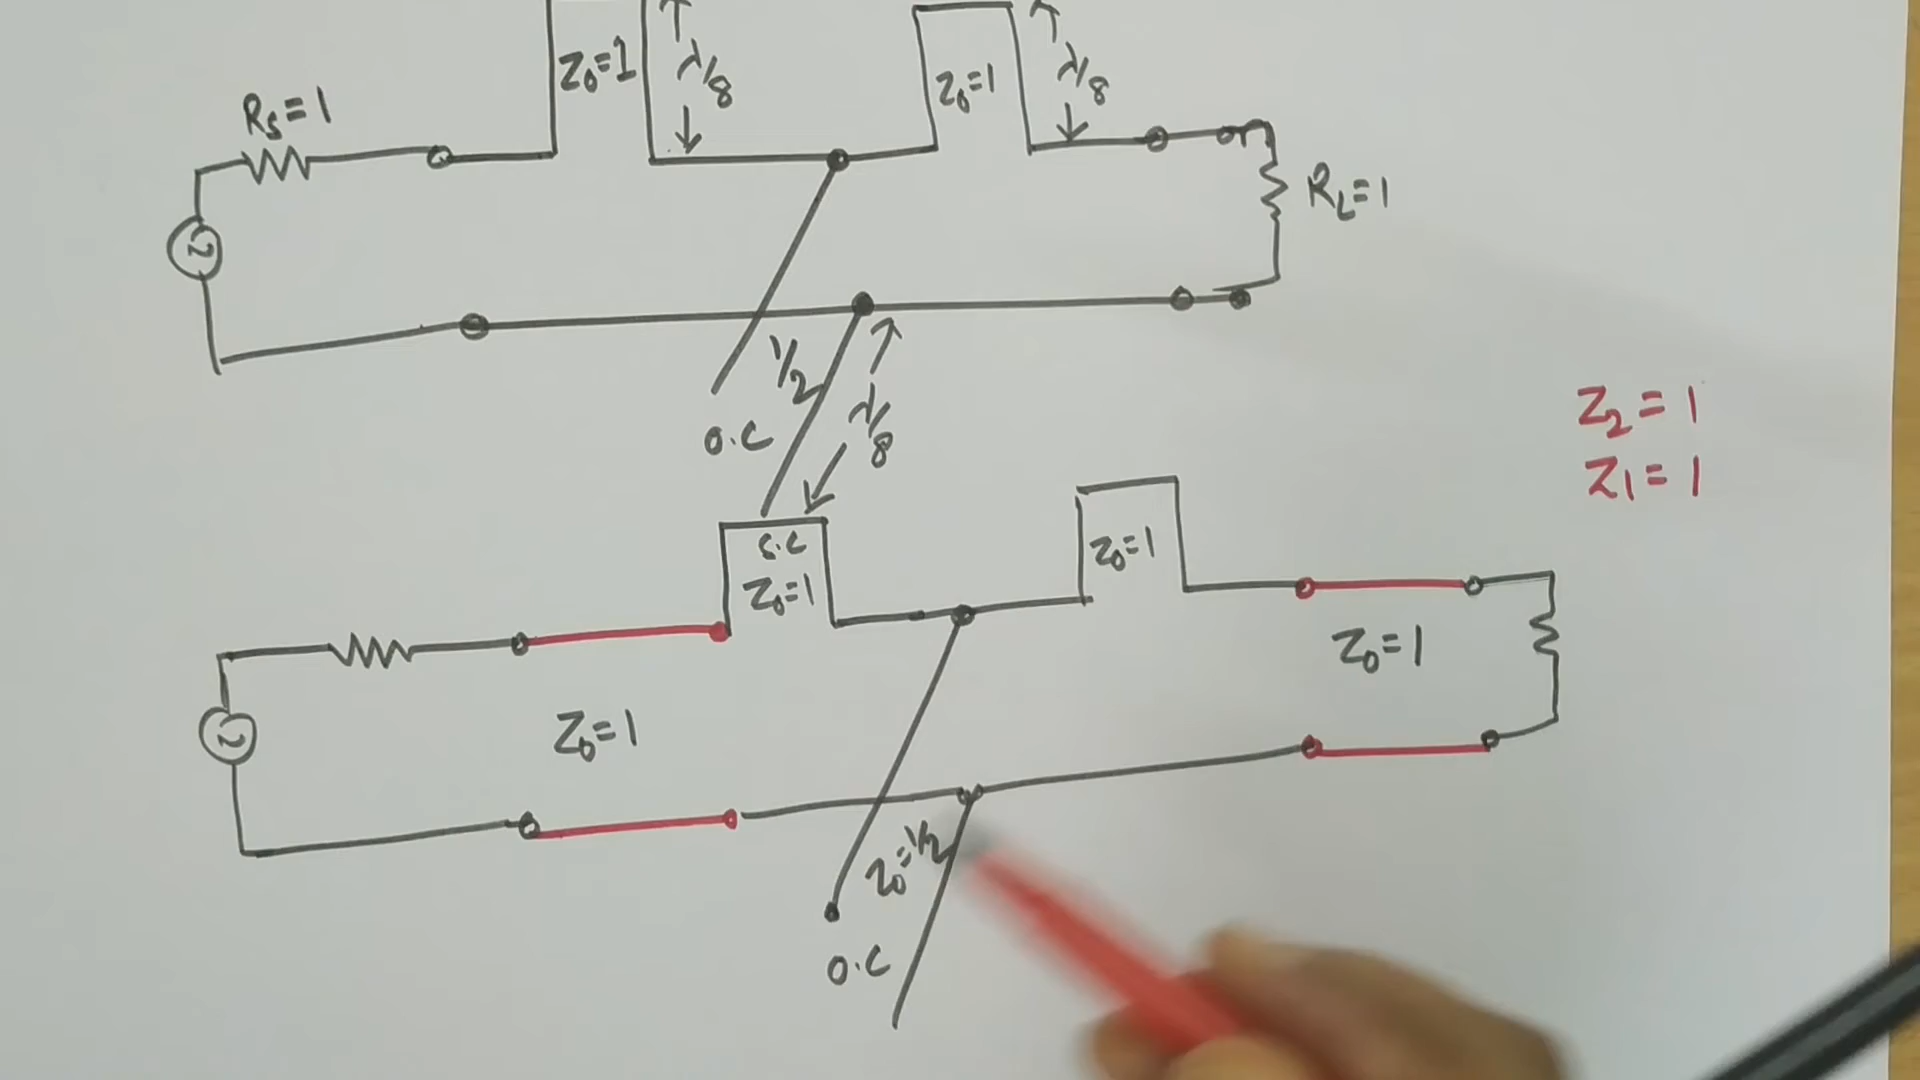 Z₀=1
λ/8
Z₀=1
λ/8
Rs=1
RL=1
1/2
λ/8
O.C
Z₂=1
Z₁=1
S.C
Z₀=1
Z₀=1
Z₀=1
Z₀=1
Z₀=1/2
O.C